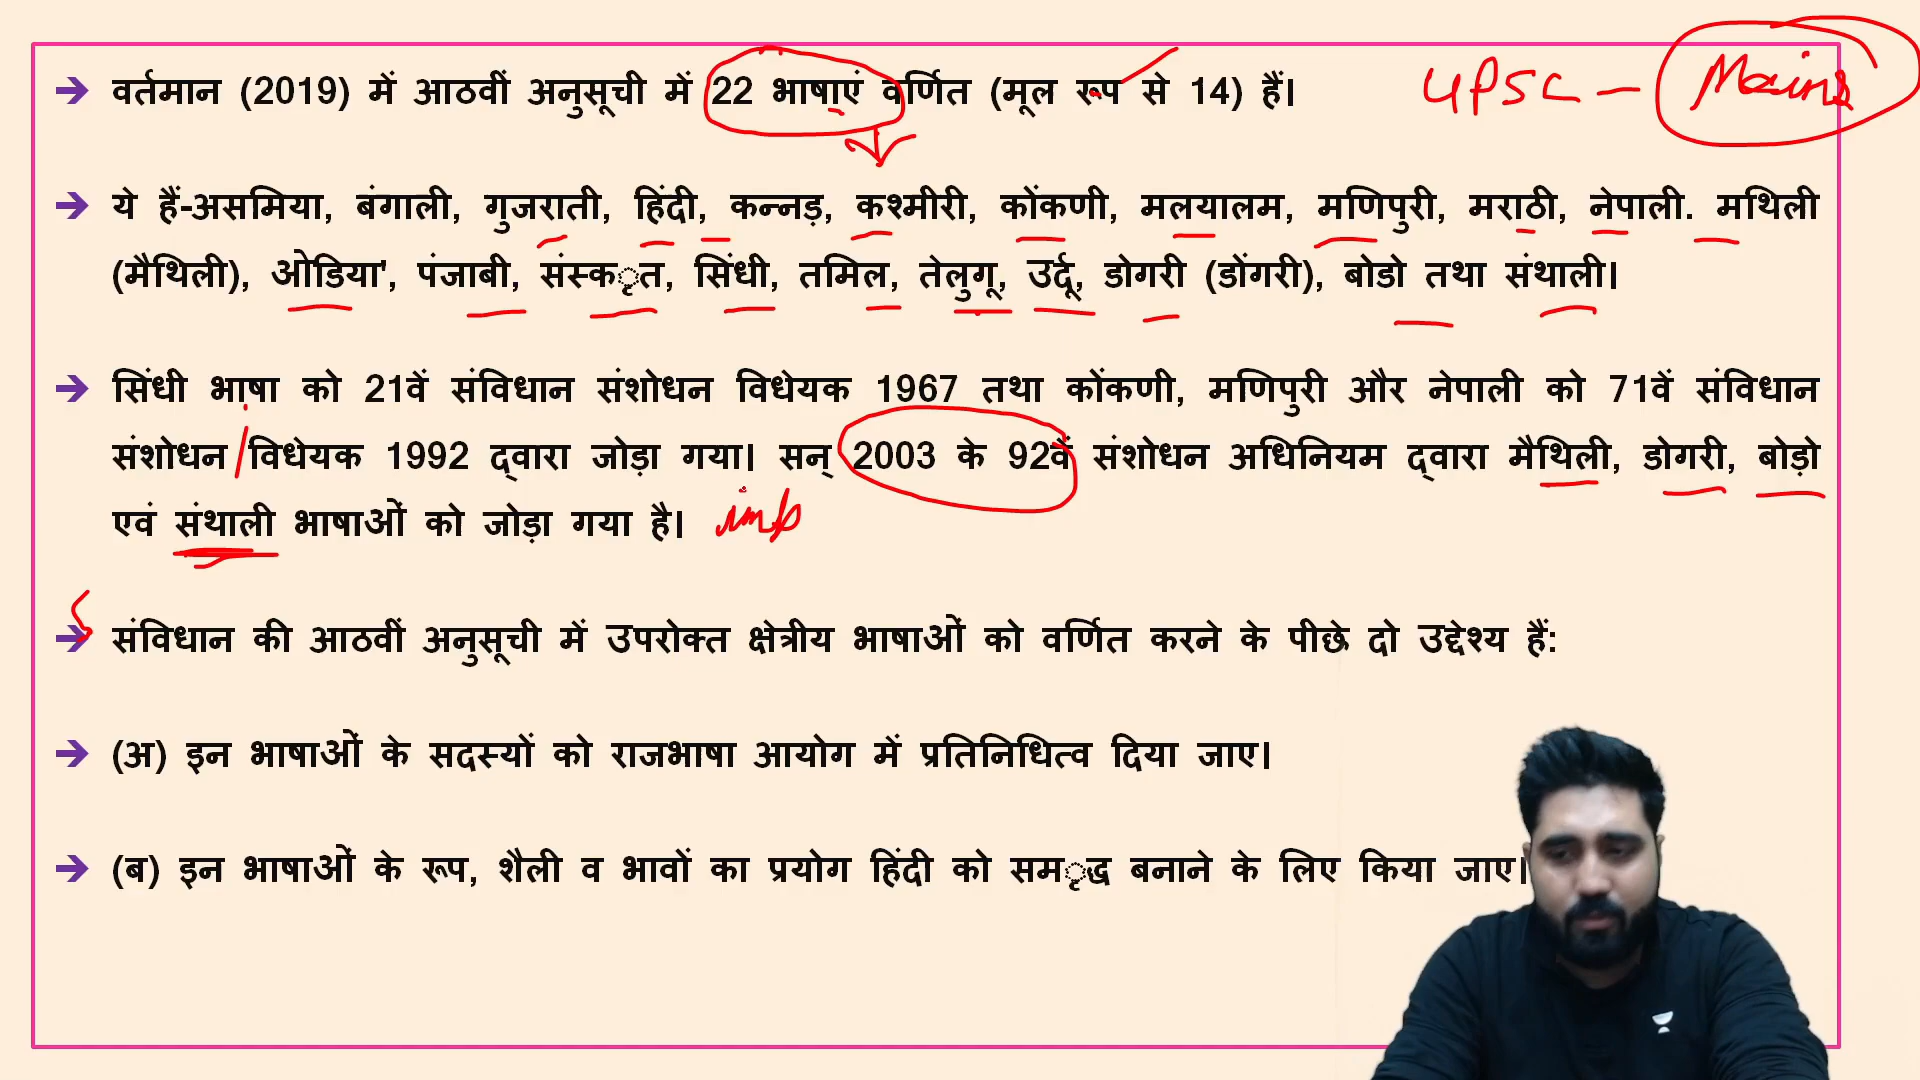 वर्तमान (2019) में आठवीं अनुसूची में 22 भाषाएं वर्णित (मूल रूप से 14) हैं।
UPSC - Mains
ये हैं-असमिया, बंगाली, गुजराती, हिंदी, कन्नड़, कश्मीरी, कोंकणी, मलयालम, मणिपुरी, मराठी, नेपाली. मथिली
(मैथिली), ओडिया', पंजाबी, संस्कृत, सिंधी, तमिल, तेलुगू, उर्दू, डोगरी (डोंगरी), बोडो तथा संथाली।
सिंधी भाषा को 21वें संविधान संशोधन विधेयक 1967 तथा कोंकणी, मणिपुरी और नेपाली को 71वें संविधान
संशोधन विधेयक 1992 द्वारा जोड़ा गया। सन् 2003 के 92वें संशोधन अधिनियम द्वारा मैथिली, डोगरी, बोड़ो
एवं संथाली भाषाओं को जोड़ा गया है। imp
संविधान की आठवीं अनुसूची में उपरोक्त क्षेत्रीय भाषाओं को वर्णित करने के पीछे दो उद्देश्य हैं:
(अ) इन भाषाओं के सदस्यों को राजभाषा आयोग में प्रतिनिधित्व दिया जाए।
(ब) इन भाषाओं के रूप, शैली व भावों का प्रयोग हिंदी को समृद्ध बनाने के लिए किया जाए।